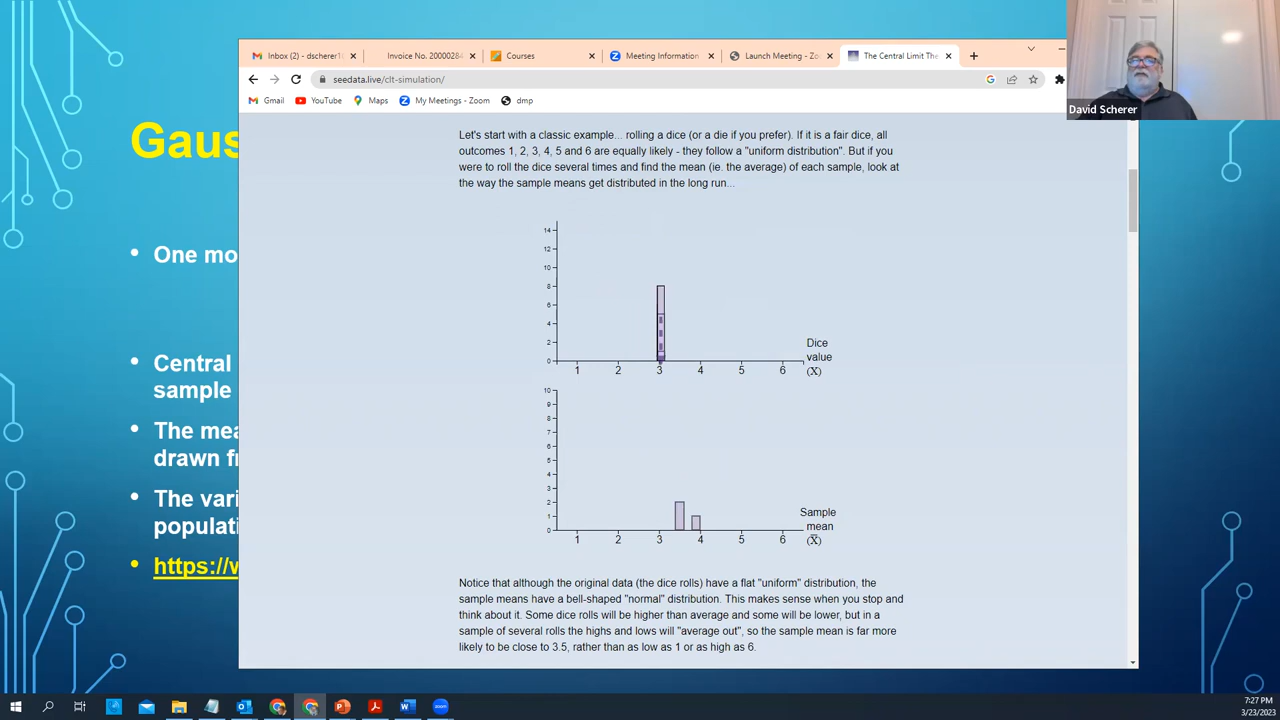 Inbox (2) - dscherer1
Invoice No. 20000284
Courses
Meeting Information
Launch Meeting - Zo
The Central Limit The
seedata.live/clt-simulation/
Gmail
YouTube
Maps
My Meetings - Zoom
dmp
David Scherer
Gaus
One mo
Central
sample
The mea
drawn fr
The vari
populati
https://w
Let's start with a classic example... rolling a dice (or a die if you prefer). If it is a fair dice, all
outcomes 1, 2, 3, 4, 5 and 6 are equally likely - they follow a "uniform distribution". But if you
were to roll the dice several times and find the mean (ie. the average) of each sample, look at
the way the sample means get distributed in the long run...
14
12
10
8
6
4
2
0
1 2 3 4 5 6
Dice
value
(X)
10
9
8
7
6
5
4
3
2
1
0
1 2 3 4 5 6
Sample
mean
(X̅)
Notice that although the original data (the dice rolls) have a flat "uniform" distribution, the
sample means have a bell-shaped "normal" distribution. This makes sense when you stop and
think about it. Some dice rolls will be higher than average and some will be lower, but in a
sample of several rolls the highs and lows will "average out", so the sample mean is far more
likely to be close to 3.5, rather than as low as 1 or as high as 6.
7:27 PM
3/23/2023